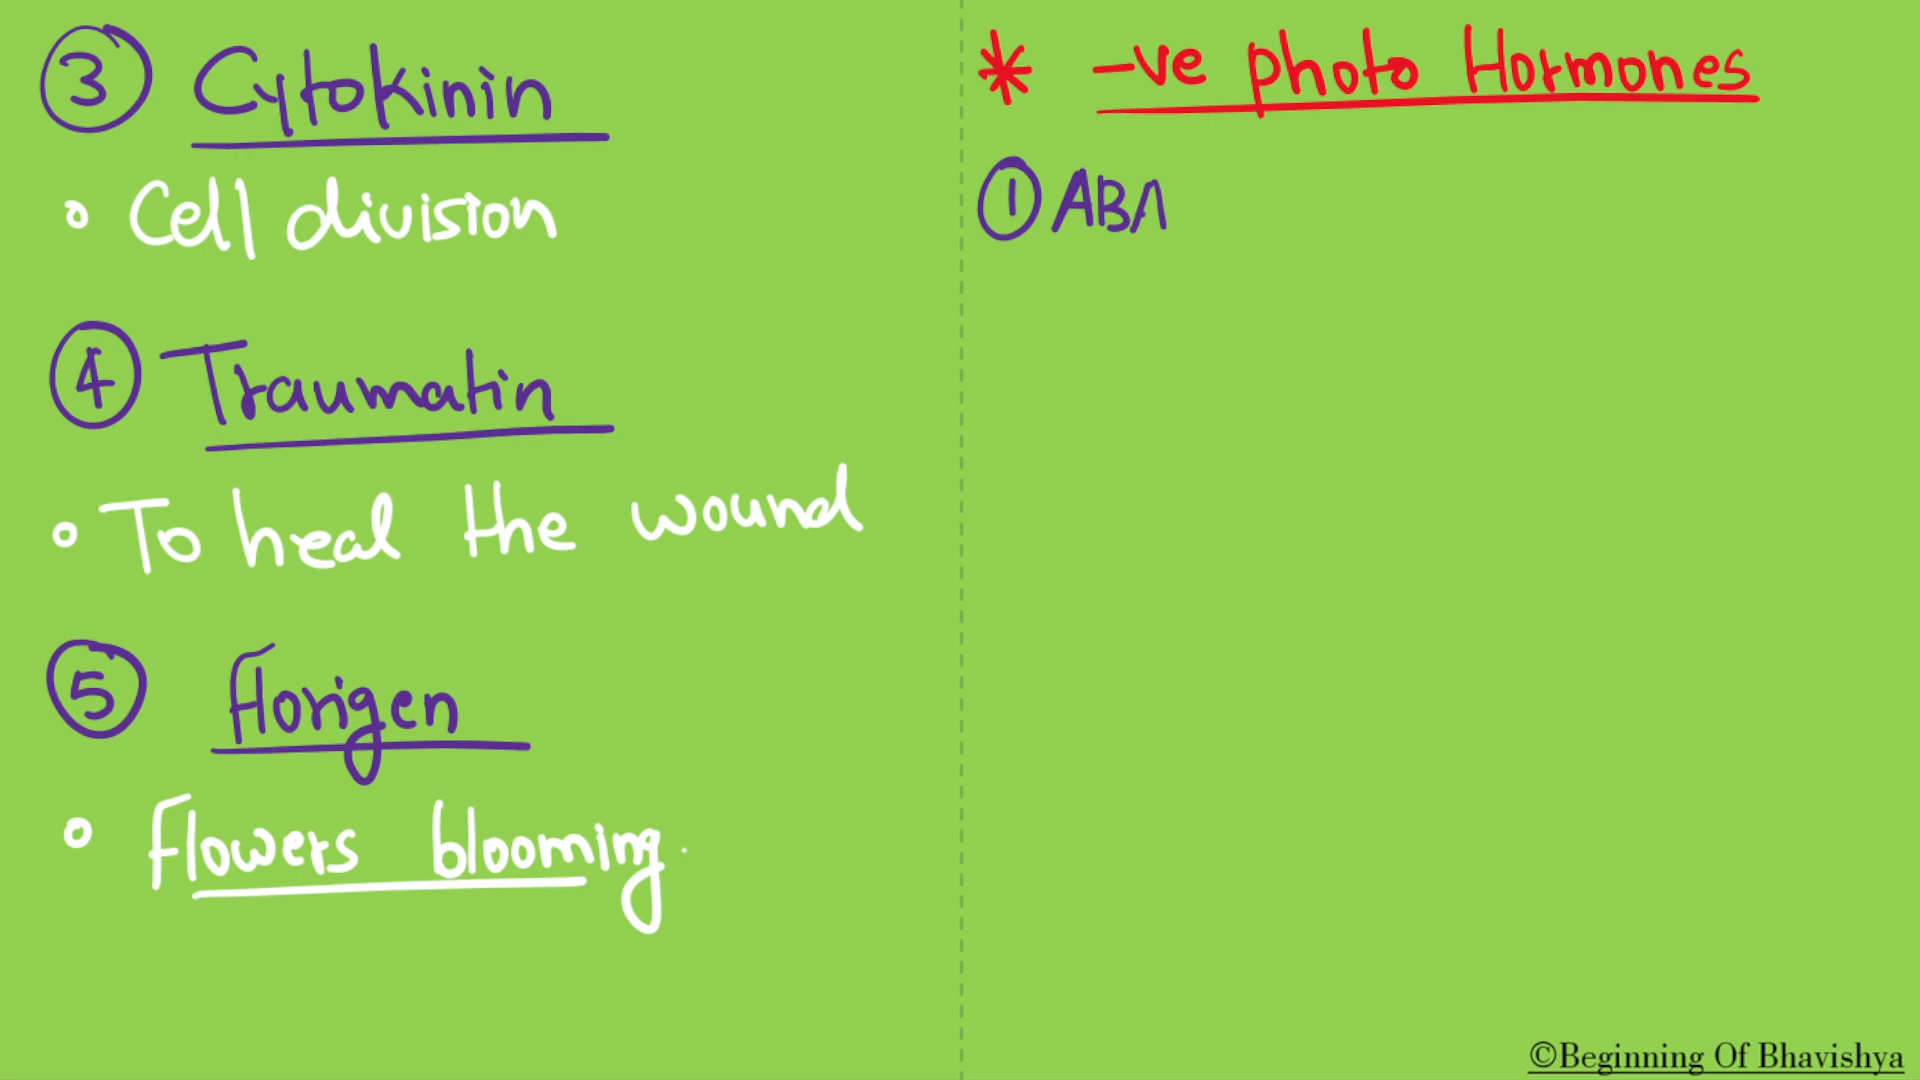 3 Cytokinin
Cell division
4 Traumatin
To heal the wound
5 Florigen
Flowers blooming.
* -ve photo Hormones
1 ABA
©Beginning Of Bhavishya